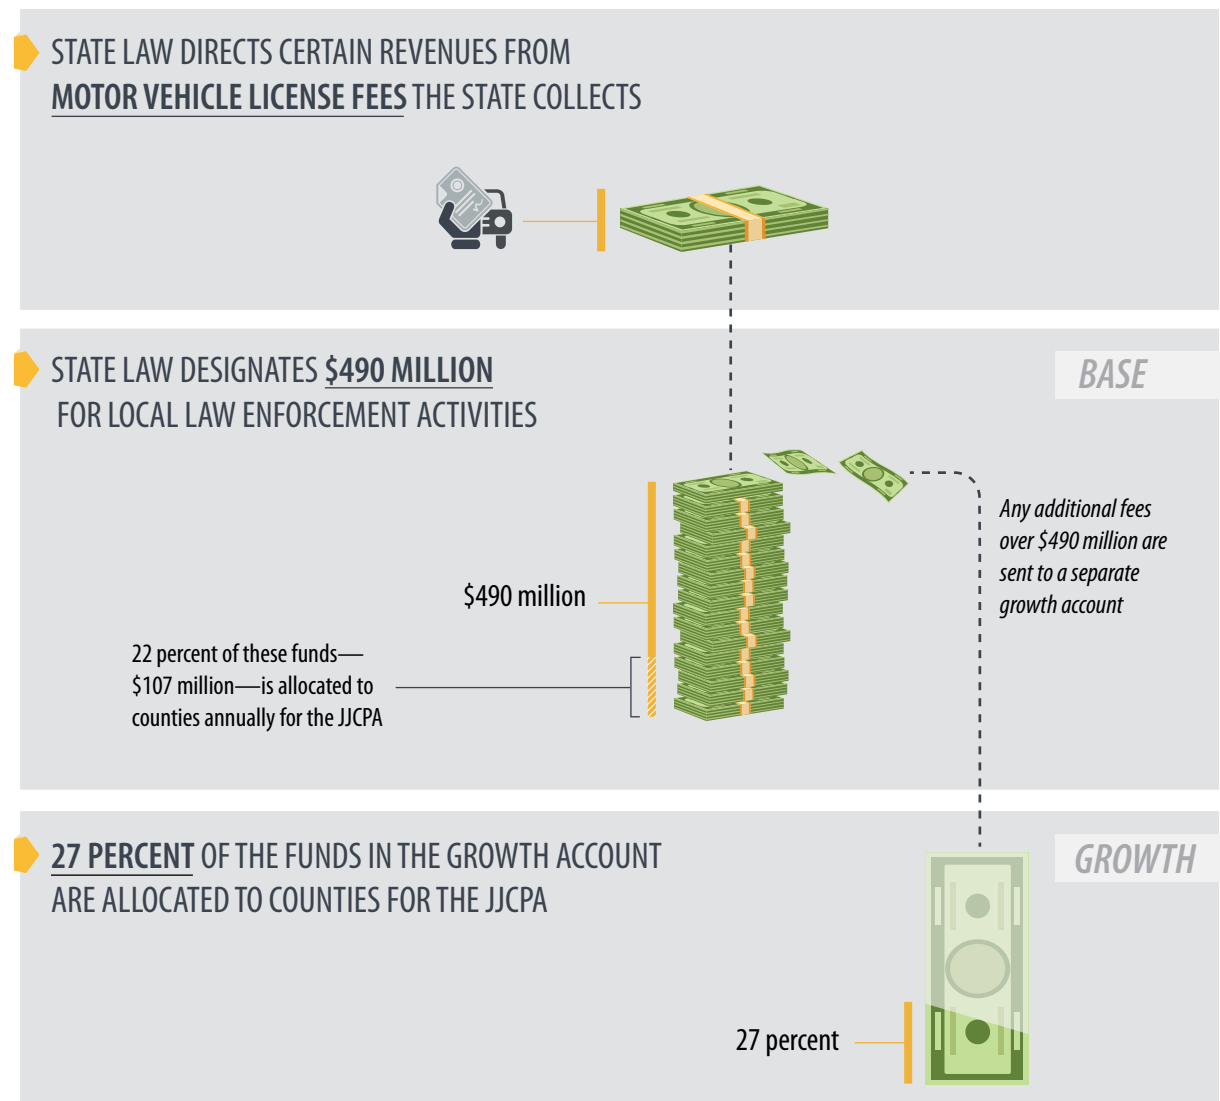 STATE LAW DIRECTS CERTAIN REVENUES FROM
MOTOR VEHICLE LICENSE FEES THE STATE COLLECTS
STATE LAW DESIGNATES $490 MILLION
FOR LOCAL LAW ENFORCEMENT ACTIVITIES
BASE
Any additional fees
over $490 million are
sent to a separate
growth account
$490 million
22 percent of these funds—
$107 million—is allocated to
counties annually for the JJCPA
27 PERCENT OF THE FUNDS IN THE GROWTH ACCOUNT
ARE ALLOCATED TO COUNTIES FOR THE JJCPA
GROWTH
27 percent